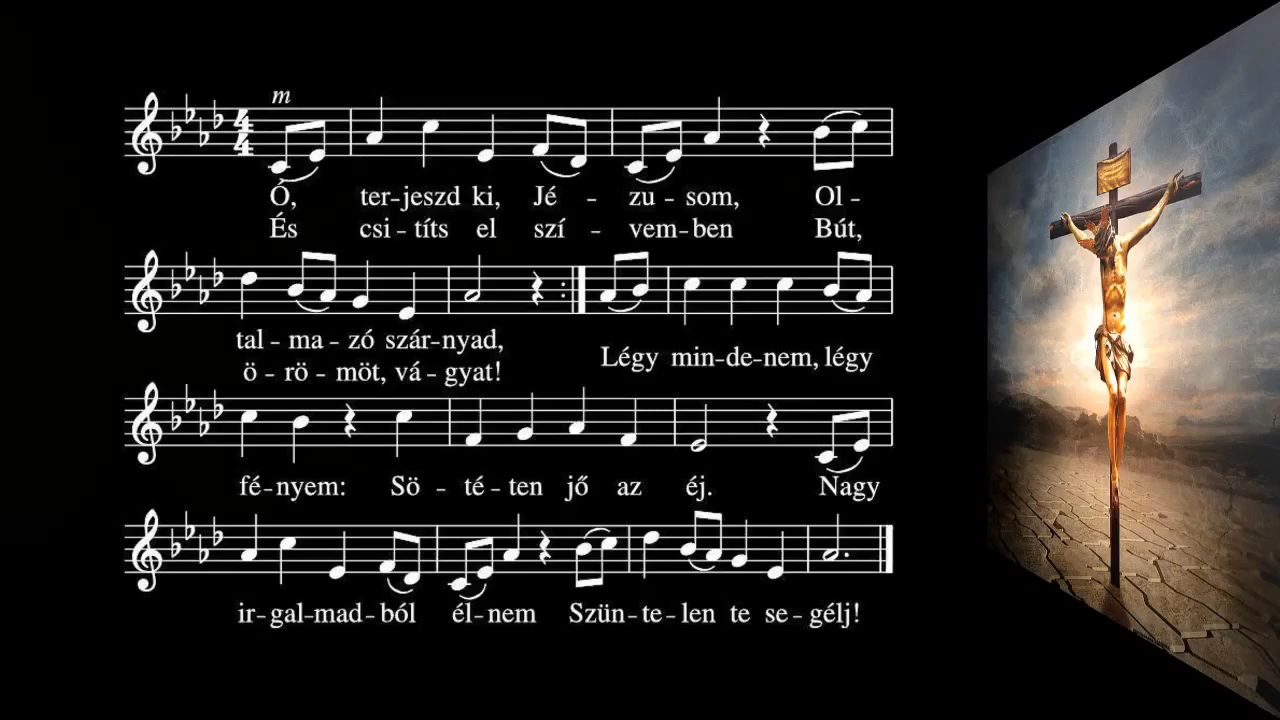 m
4
4
Ó, ter-jeszd ki, Jé - zu - som, Ol -
És csi - títs el szí - vem-ben Bút,
tal - ma - zó szár-nyad,
ö - rö - möt, vá - gyat!
Légy min-de-nem, légy
fé-nyem: Sö - té - ten jő az éj. Nagy
ir-gal-mad-ból él-nem Szün-te-len te se-gélj!